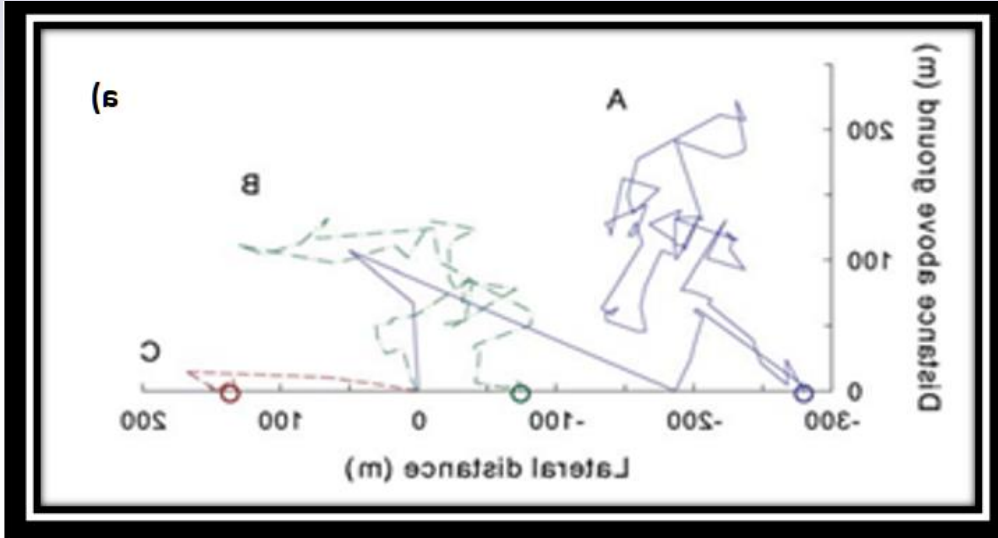 a)
A
B
C
Distance above ground (m)
200
100
0
-300 -200 -100 0 100 200
Lateral distance (m)